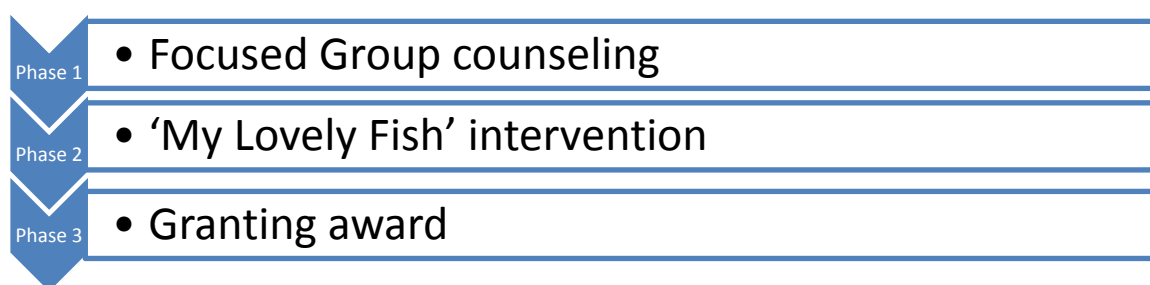 Phase 1
• Focused Group counseling
Phase 2
• ‘My Lovely Fish’ intervention
Phase 3
• Granting award